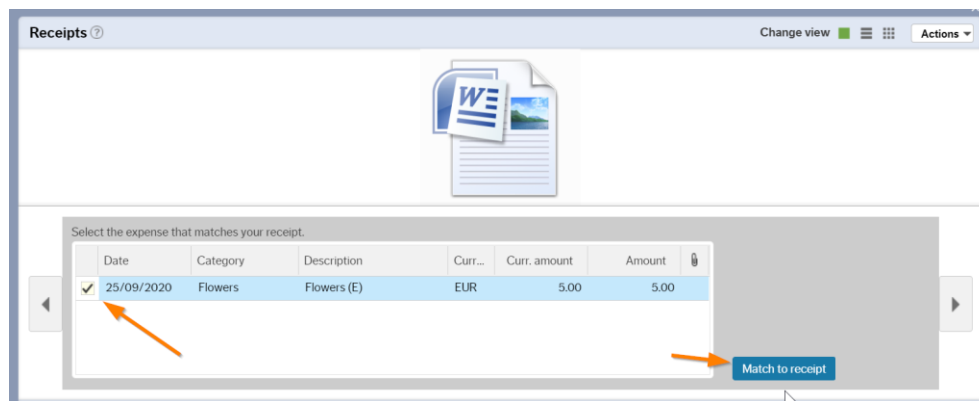 Receipts ? Change view Actions
W
Select the expense that matches your receipt.
Date Category Description Curr... Curr. amount Amount
25/09/2020 Flowers Flowers (E) EUR 5.00 5.00
Match to receipt